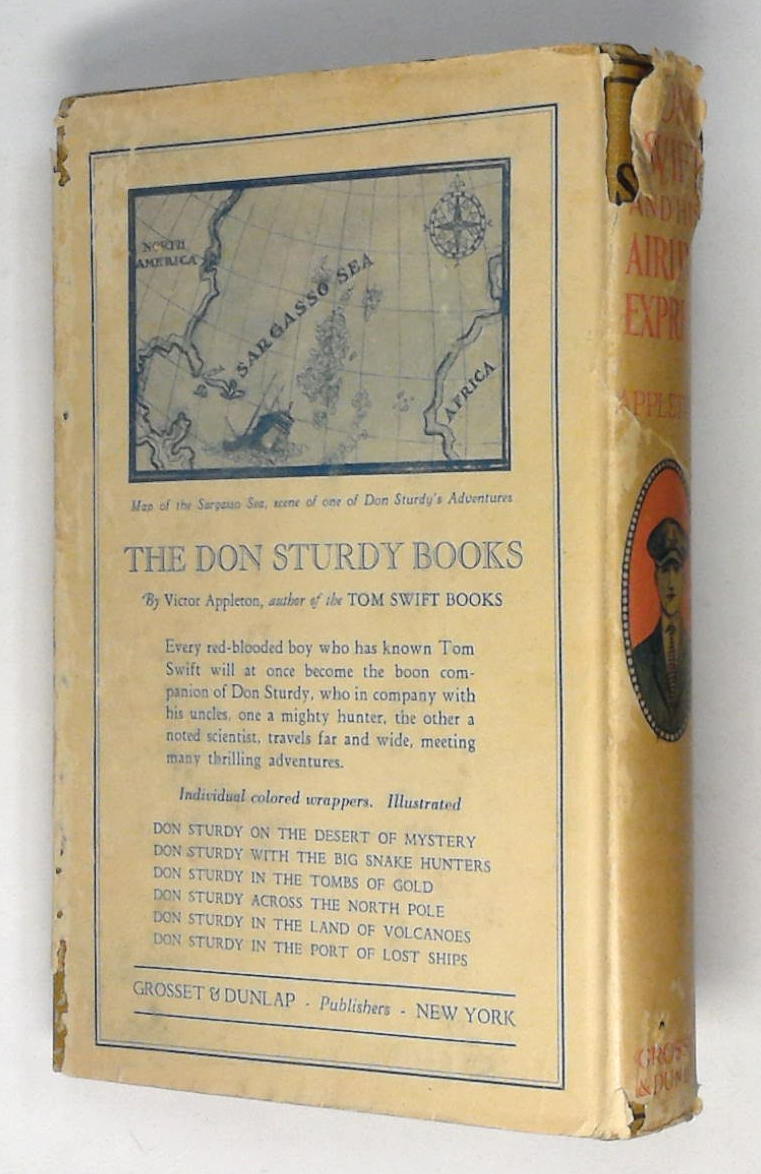 NORTH
AMERICA
SARGASSO SEA
AFRICA
Map of the Sargasso Sea, scene of one of Don Sturdy's Adventures
THE DON STURDY BOOKS
By Victor Appleton, author of the TOM SWIFT BOOKS
Every red-blooded boy who has known Tom
Swift will at once become the boon com-
panion of Don Sturdy, who in company with
his uncles, one a mighty hunter, the other a
noted scientist, travels far and wide, meeting
many thrilling adventures.
Individual colored wrappers. Illustrated
DON STURDY ON THE DESERT OF MYSTERY
DON STURDY WITH THE BIG SNAKE HUNTERS
DON STURDY IN THE TOMBS OF GOLD
DON STURDY ACROSS THE NORTH POLE
DON STURDY IN THE LAND OF VOLCANOES
DON STURDY IN THE PORT OF LOST SHIPS
GROSSET & DUNLAP - Publishers - NEW YORK
SWIF
AND HIS
AIRLI
EXPR
APPLET
GROSS
& DUN